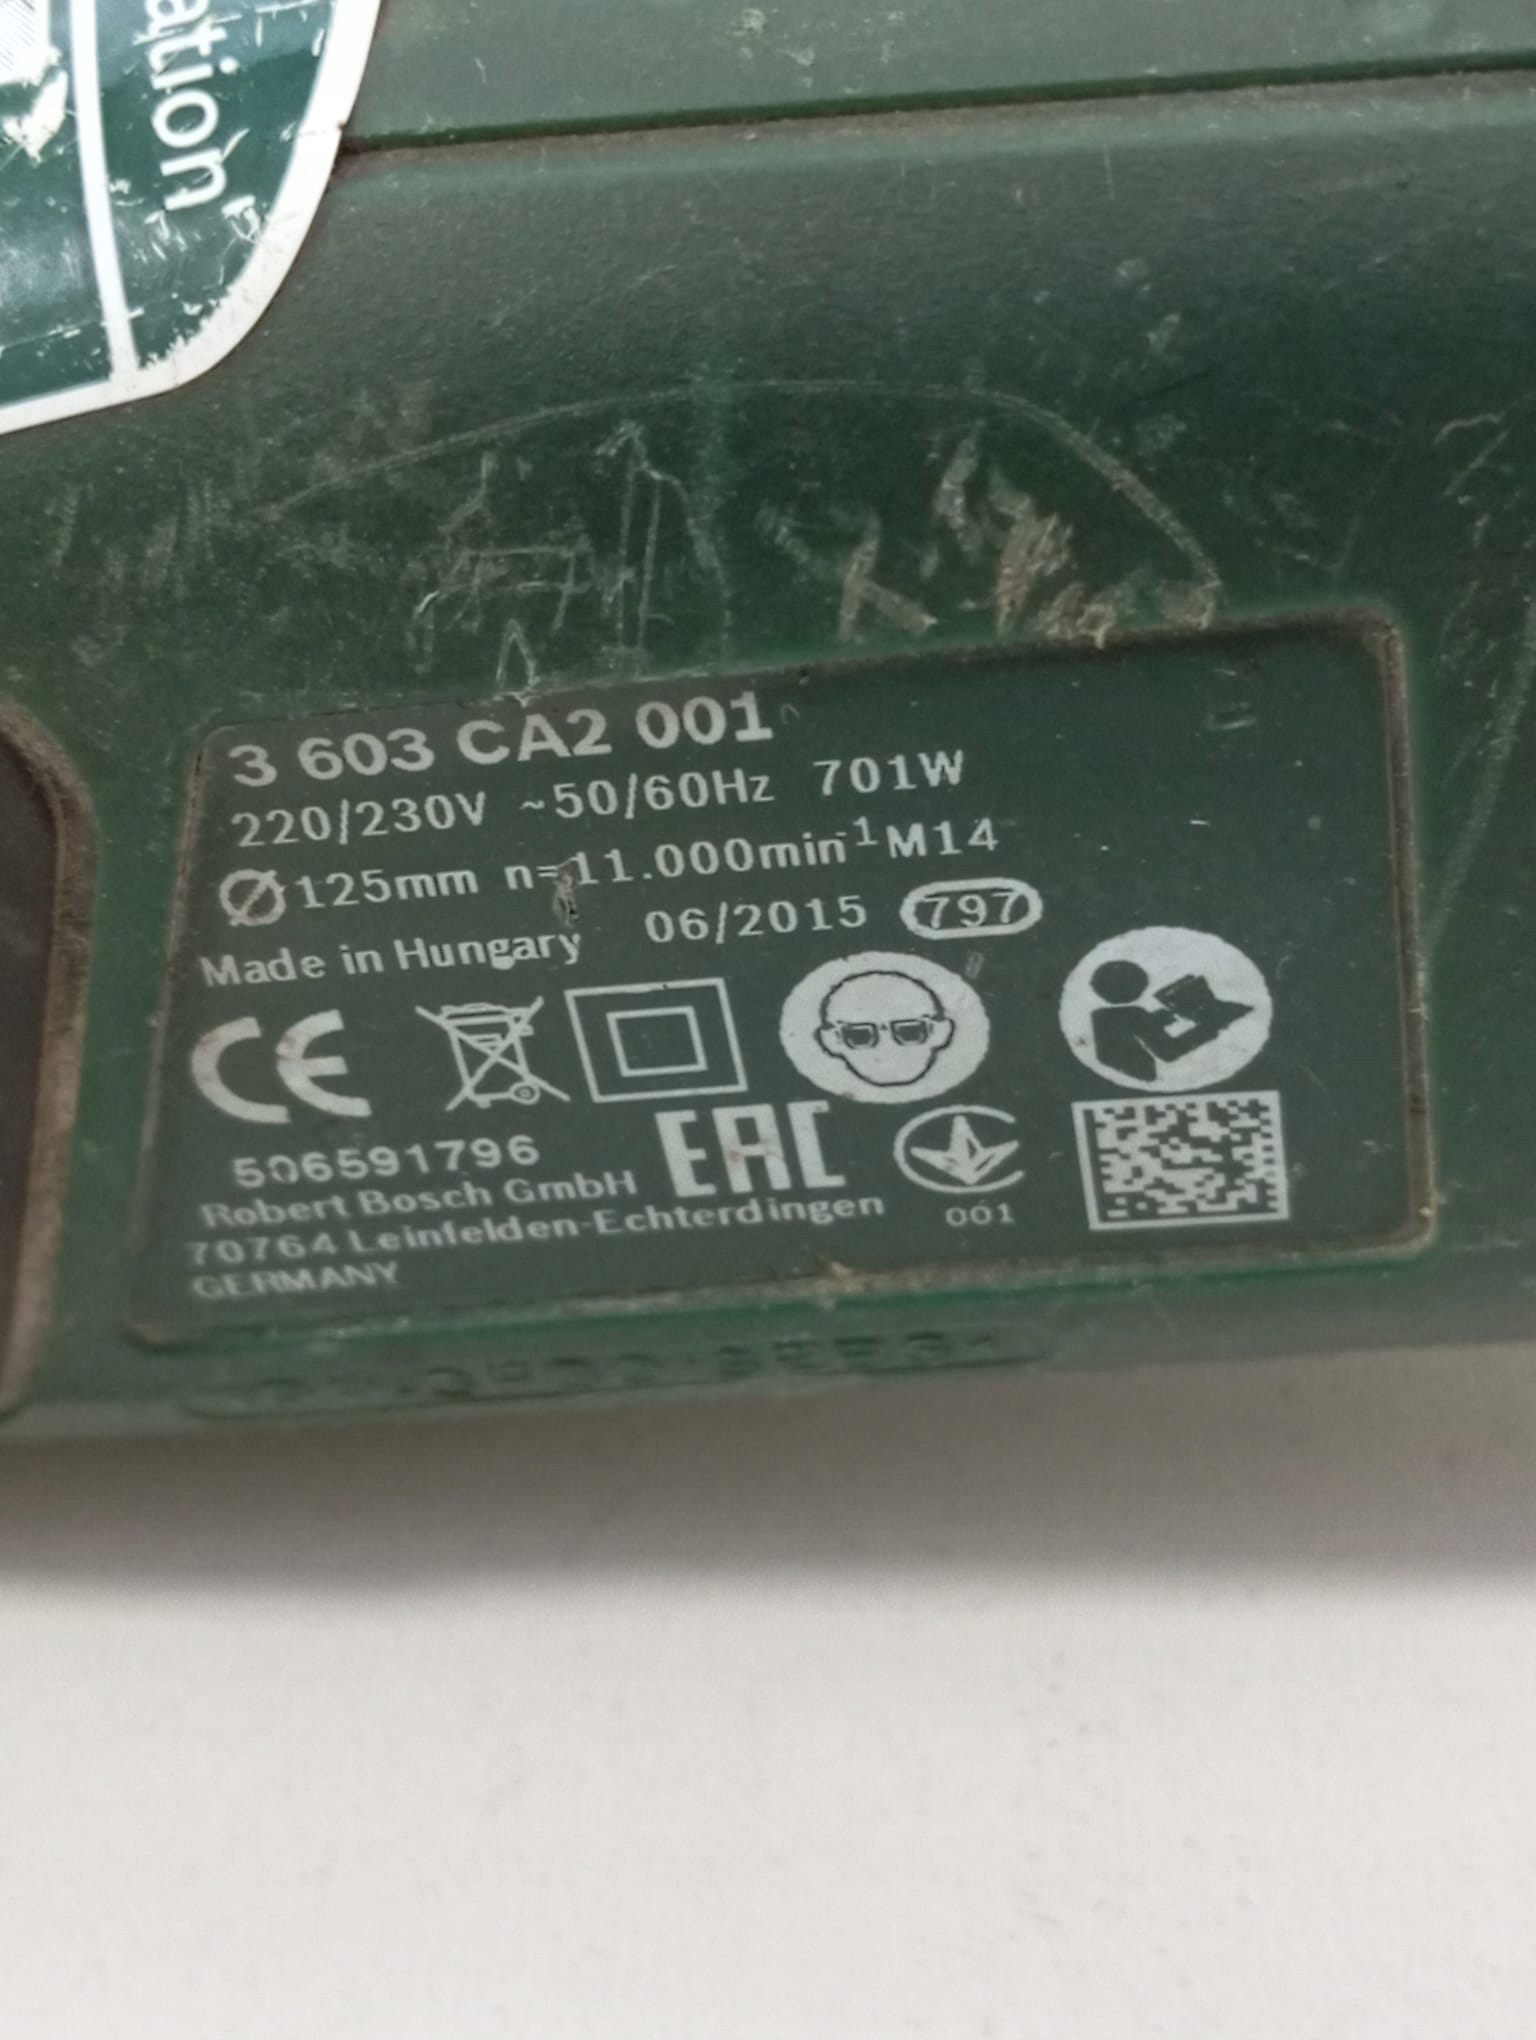 ation
3 603 CA2 001
220/230V ~50/60Hz 701W
Ø125mm n=11.000min⁻¹ M14
Made in Hungary 06/2015 797
CE
506591796 EAC
Robert Bosch GmbH
70764 Leinfelden-Echterdingen 001
GERMANY